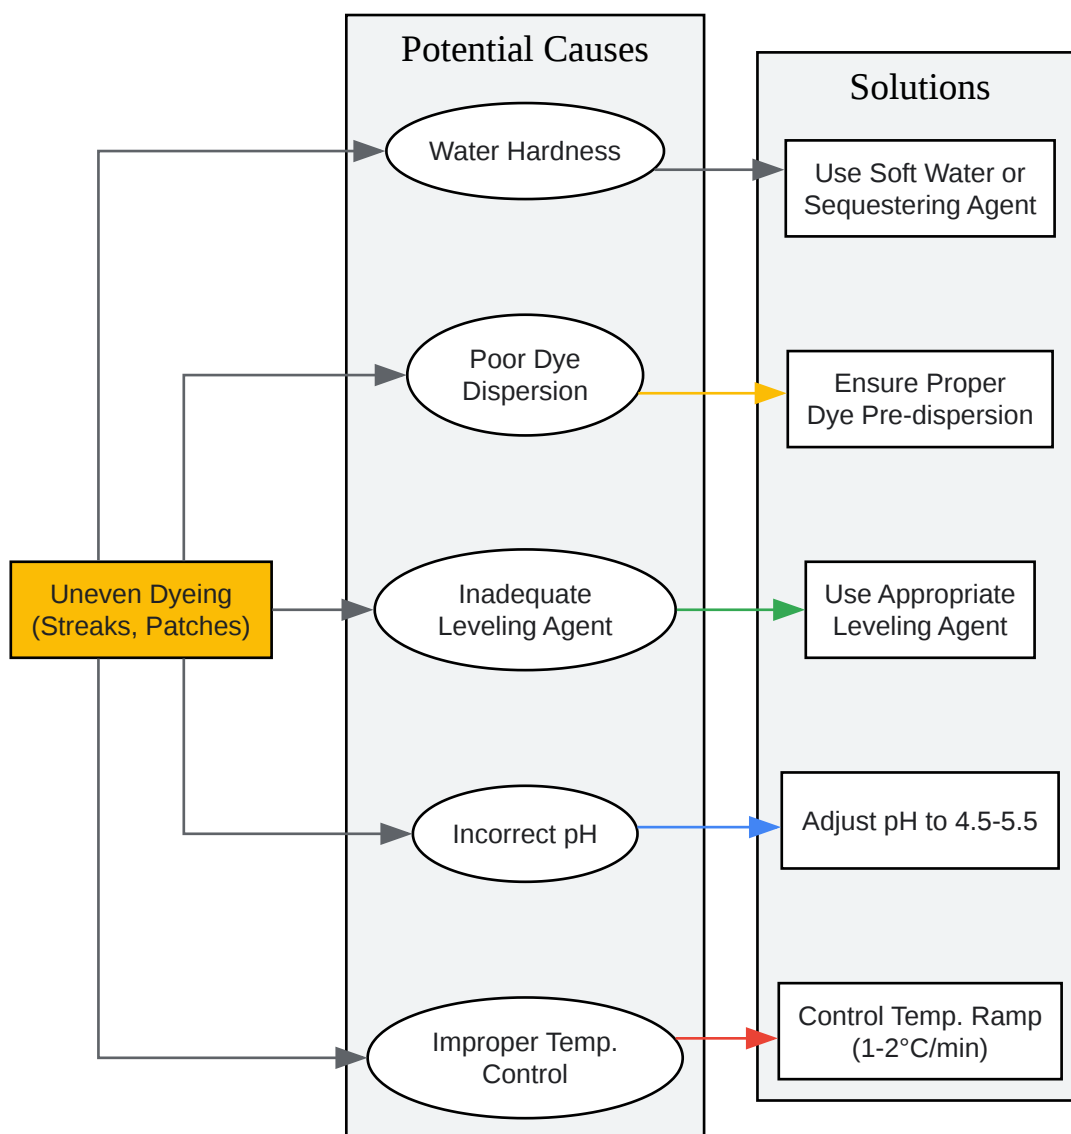 Potential Causes
Solutions
Water Hardness
Use Soft Water or
Sequestering Agent
Poor Dye
Dispersion
Ensure Proper
Dye Pre-dispersion
Uneven Dyeing
(Streaks, Patches)
Inadequate
Leveling Agent
Use Appropriate
Leveling Agent
Incorrect pH
Adjust pH to 4.5-5.5
Improper Temp.
Control
Control Temp. Ramp
(1-2°C/min)